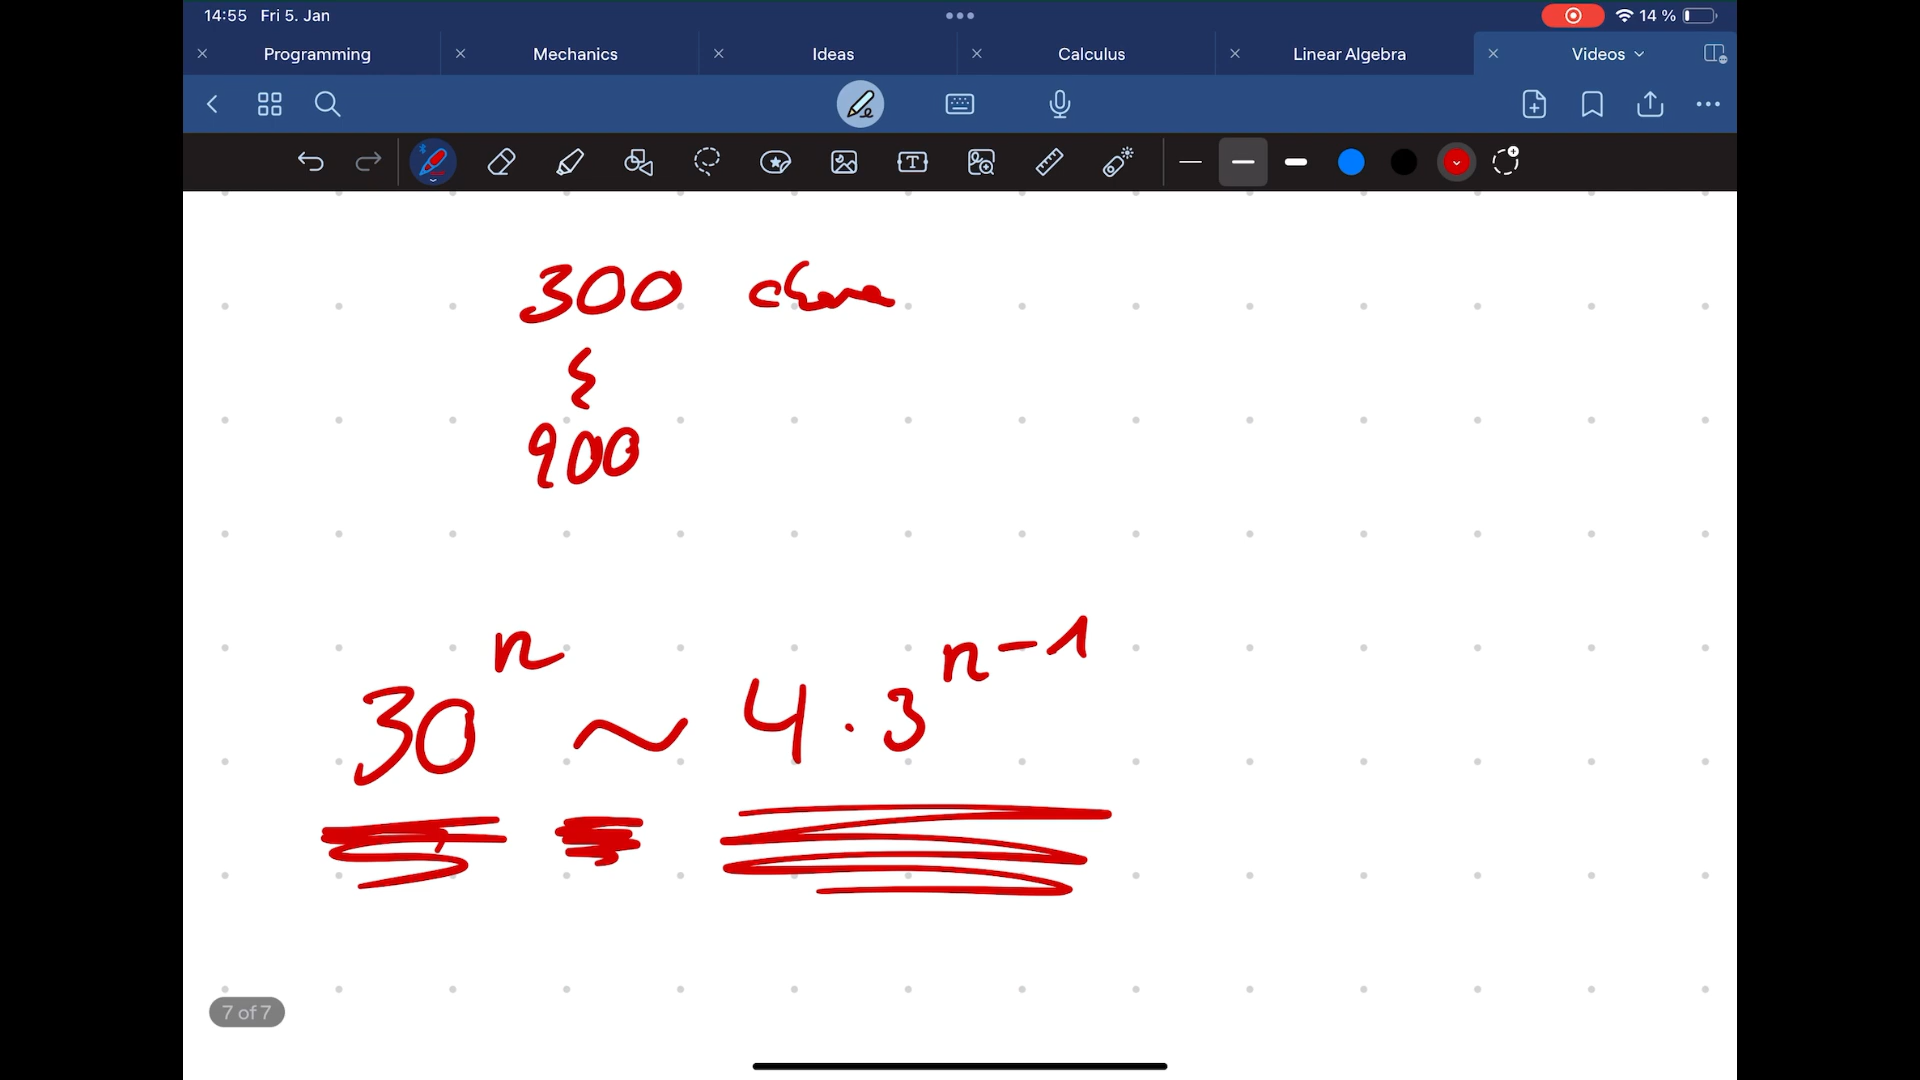 14:55 Fri 5. Jan 14 %
Programming Mechanics Ideas Calculus Linear Algebra Videos
300
900
30^n ~ 4 · 3^{n-1}
7 of 7